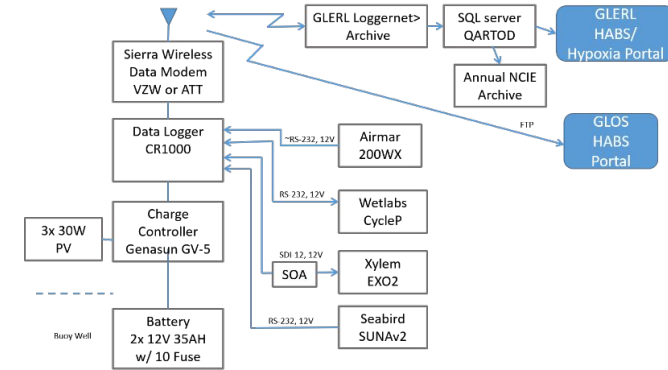 GLERL Loggernet>
Archive
SQL server
QARTOD
GLERL
HABS/
Hypoxia Portal
Sierra Wireless
Data Modem
VZW or ATT
Annual NCIE
Archive
FTP
GLOS
HABS
Portal
Data Logger
CR1000
~RS-232, 12V
Airmar
200WX
RS-232, 12V
Wetlabs
CycleP
3x 30W
PV
Charge
Controller
Genasun GV-5
SDI 12, 12V
SOA
Xylem
EXO2
Buoy Well
Battery
2x 12V 35AH
w/ 10 Fuse
RS-232, 12V
Seabird
SUNAv2